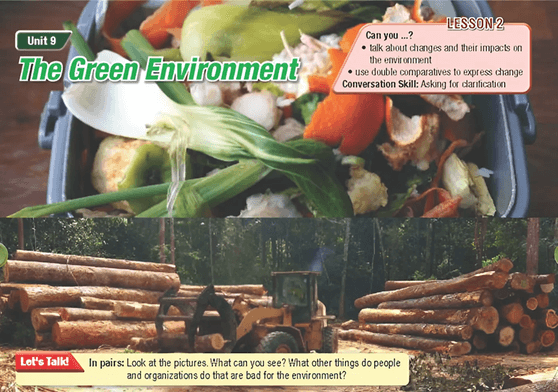 LESSON 2
Unit 9
The Green Environment
Can you ...?
• talk about changes and their impacts on
the environment
• use double comparatives to express change
Conversation Skill: Asking for clarification
Let's Talk!
In pairs: Look at the pictures. What can you see? What other things do people
and organizations do that are bad for the environment?